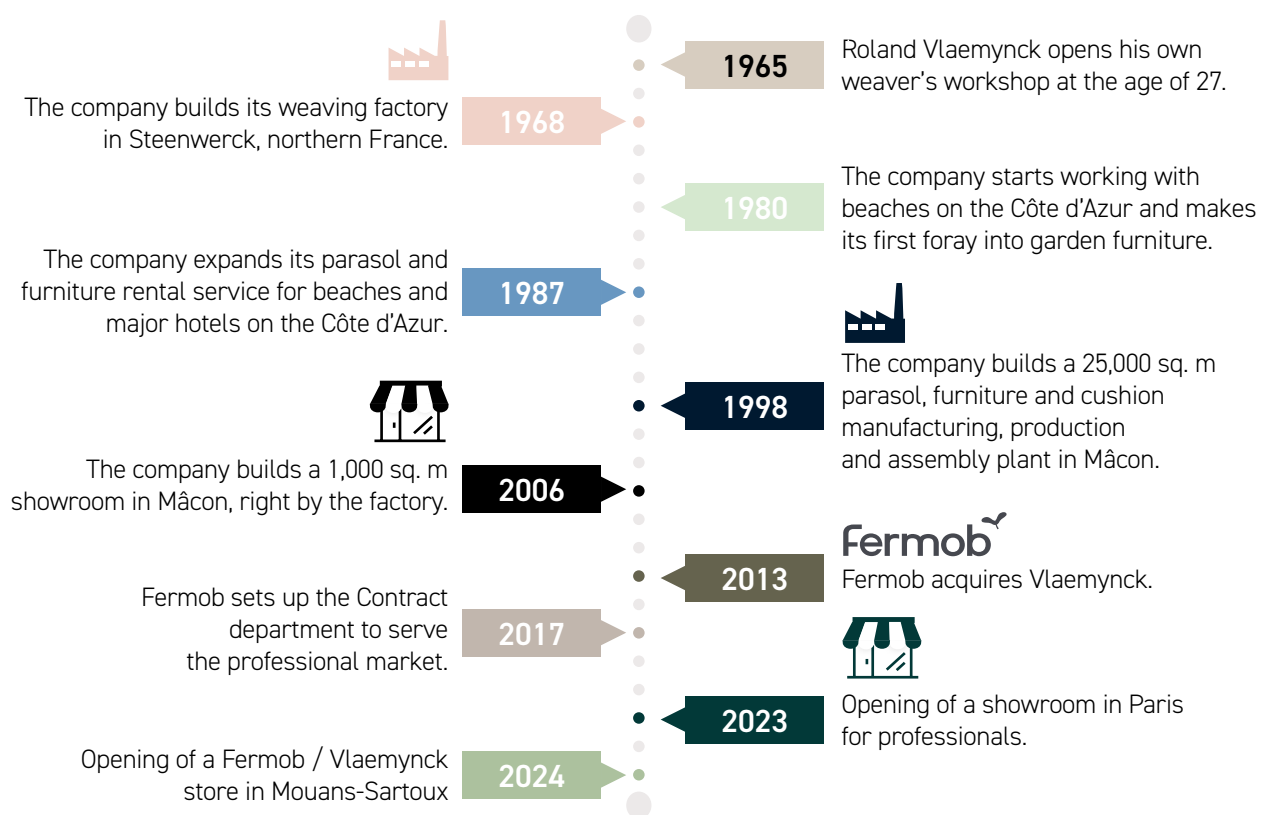 1965
Roland Vlaemynck opens his own
weaver's workshop at the age of 27.
The company builds its weaving factory
in Steenwerck, northern France.
1968
1980
The company starts working with
beaches on the Côte d'Azur and makes
its first foray into garden furniture.
The company expands its parasol and
furniture rental service for beaches and
major hotels on the Côte d'Azur.
1987
1998
The company builds a 25,000 sq. m
parasol, furniture and cushion
manufacturing, production
and assembly plant in Mâcon.
The company builds a 1,000 sq. m
showroom in Mâcon, right by the factory.
2006
2013
Fermob
Fermob acquires Vlaemynck.
Fermob sets up the Contract
department to serve
the professional market.
2017
2023
Opening of a showroom in Paris
for professionals.
Opening of a Fermob / Vlaemynck
store in Mouans-Sartoux
2024